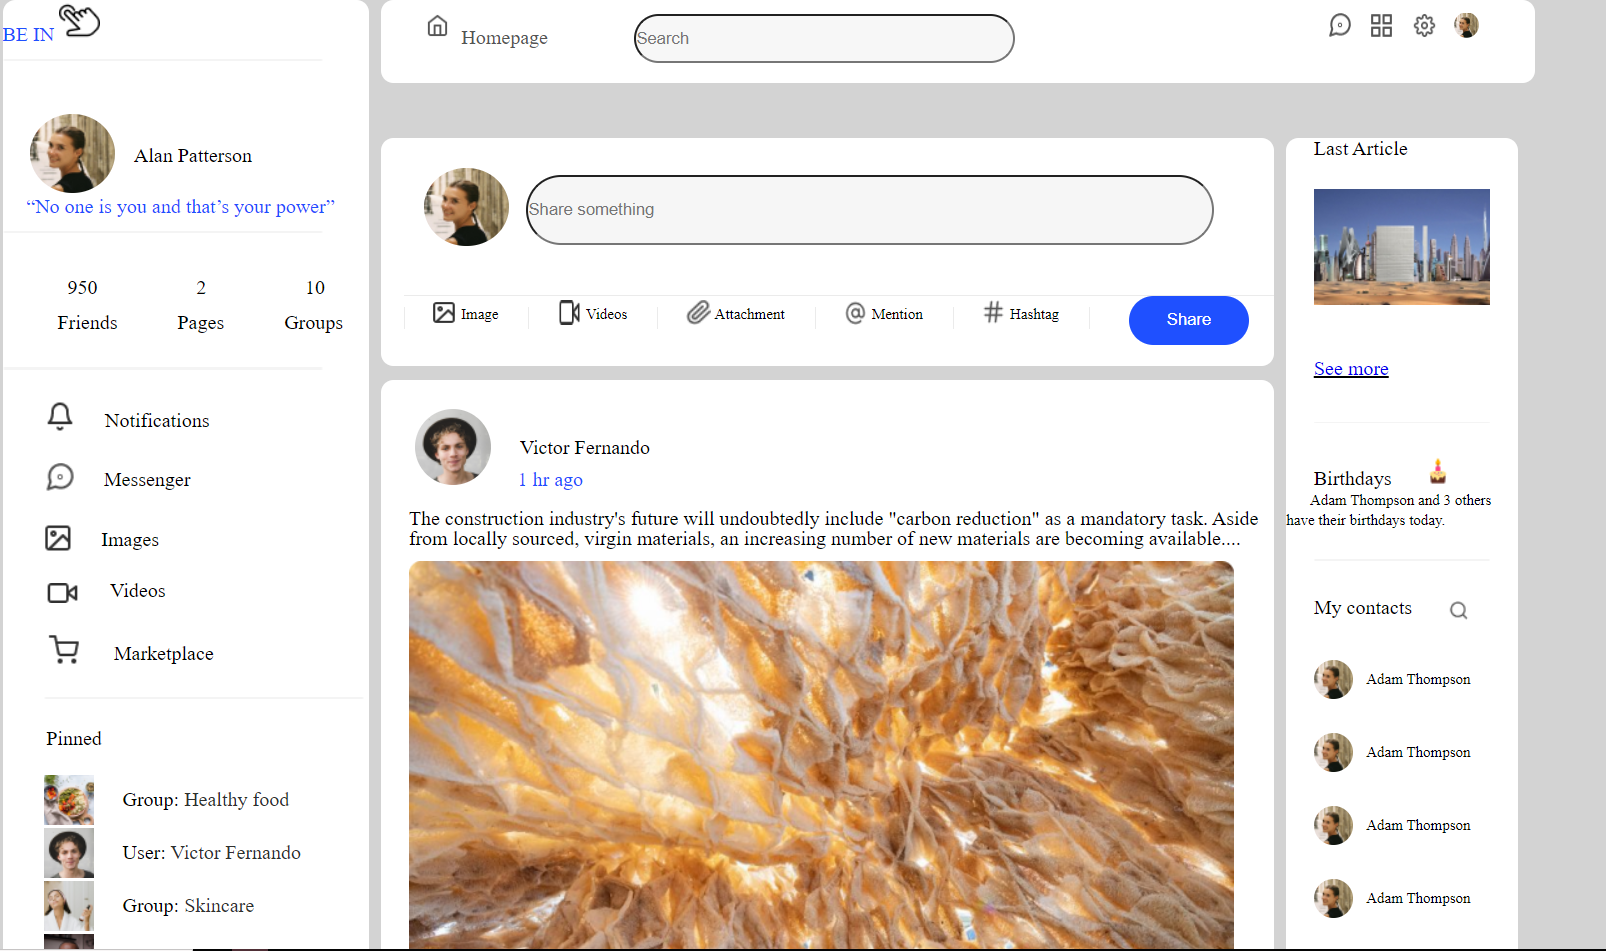 BE IN
Homepage
Search
Alan Patterson
“No one is you and that’s your power”
950
2
10
Friends
Pages
Groups
Notifications
Messenger
Images
Videos
Marketplace
Pinned
Group: Healthy food
User: Victor Fernando
Group: Skincare
Share something
Image
Videos
Attachment
Mention
Hashtag
Share
Victor Fernando
1 hr ago
The construction industry's future will undoubtedly include "carbon reduction" as a mandatory task. Aside
from locally sourced, virgin materials, an increasing number of new materials are becoming available....
Last Article
See more
Birthdays
Adam Thompson and 3 others
have their birthdays today.
My contacts
Adam Thompson
Adam Thompson
Adam Thompson
Adam Thompson